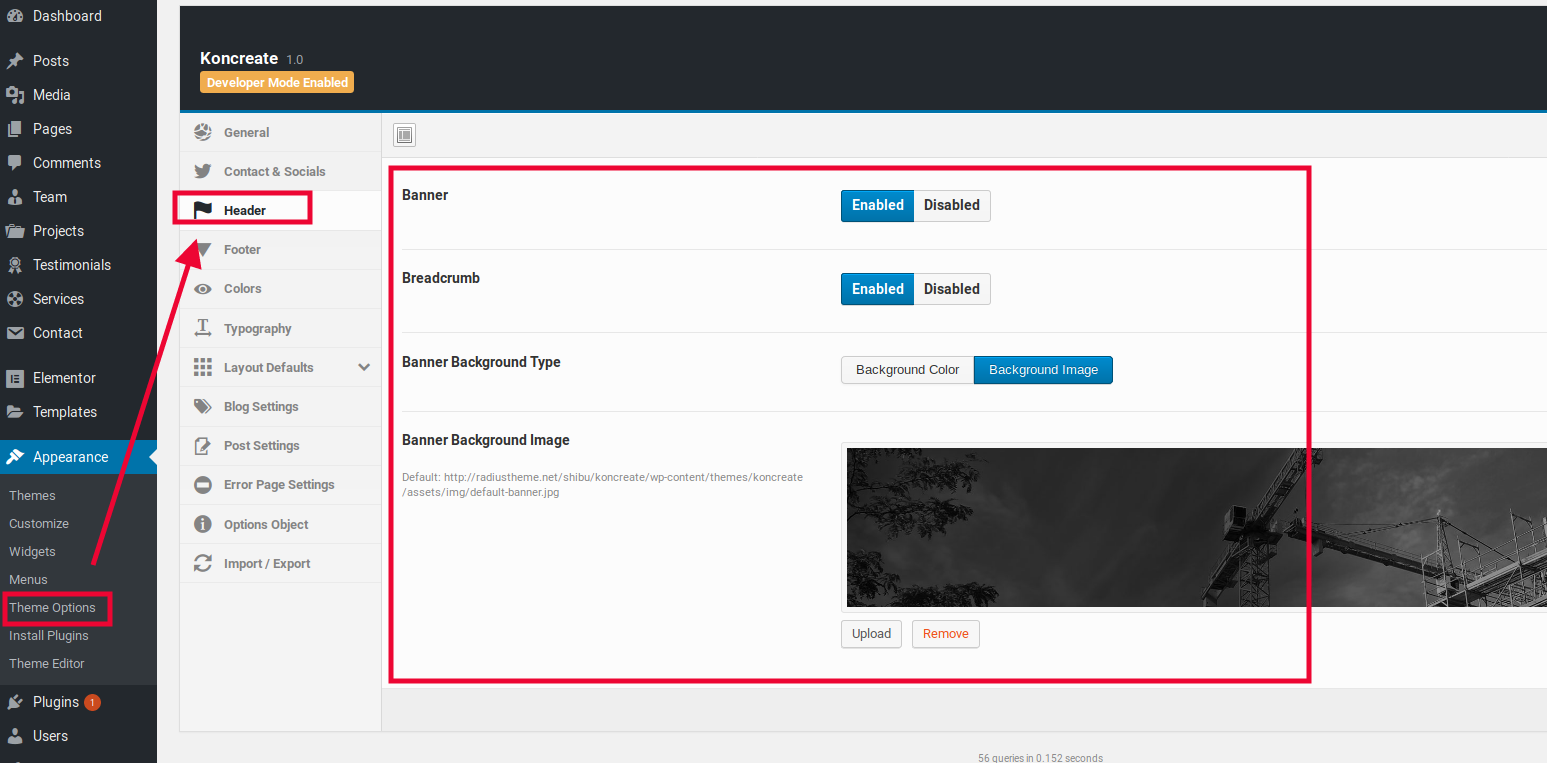 Dashboard
Posts
Media
Pages
Comments
Team
Projects
Testimonials
Services
Contact
Elementor
Templates
Appearance
Themes
Customize
Widgets
Menus
Theme Options
Install Plugins
Theme Editor
Plugins 1
Users
Koncreate 1.0
Developer Mode Enabled
General
Contact & Socials
Header
Footer
Colors
Typography
Layout Defaults
Blog Settings
Post Settings
Error Page Settings
Options Object
Import / Export
Banner
Enabled Disabled
Breadcrumb
Enabled Disabled
Banner Background Type
Background Color Background Image
Banner Background Image
Default: http://radiustheme.net/shibu/koncreate/wp-content/themes/koncreate
/assets/img/default-banner.jpg
Upload Remove
56 queries in 0.152 seconds